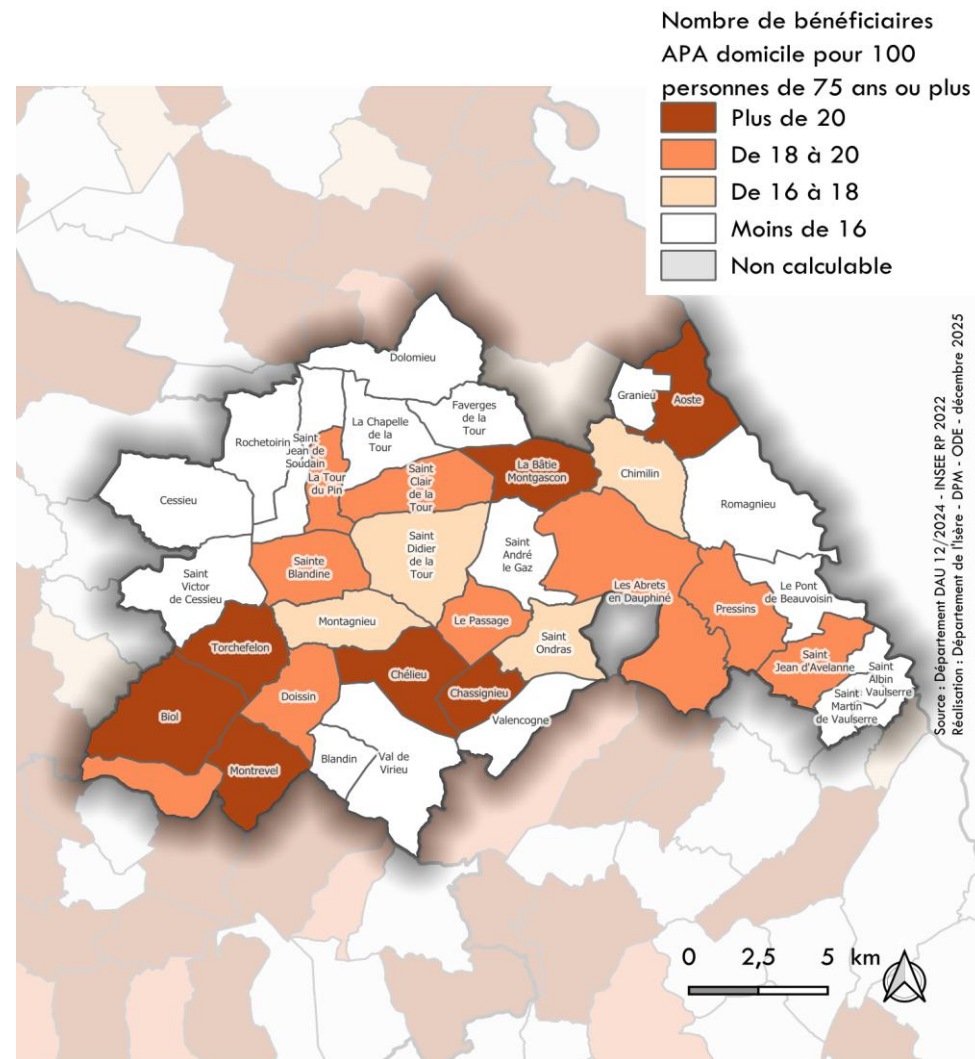 Nombre de bénéficiaires
APA domicile pour 100
personnes de 75 ans ou plus
Plus de 20
De 18 à 20
De 16 à 18
Moins de 16
Non calculable
Dolomieu
Granieu
Aoste
Faverges
de la
Tour
La Chapelle
de la
Tour
Rochetoirin
Saint
Jean de
Soudain
La Tour
du Pin
Saint
Clair
de la
Tour
La Bâtie
Montgascon
Chimilin
Cessieu
Romagnieu
Saint
Didier
de la
Tour
Saint
André
le Gaz
Sainte
Blandine
Saint
Victor
de Cessieu
Les Abrets
en Dauphiné
Le Pont
de Beauvoisin
Pressins
Montagnieu
Le Passage
Saint
Ondras
Torchefelon
Saint
Jean d'Avelanne
Saint
Albin
Vaulserre
Chélieu
Chassignieu
Doissin
Saint
Martin
de Vaulserre
Biol
Valencogne
Blandin
Val de
Virieu
Montrevel
Source : Département DAU 112/2024 - INSEE RP 2022
Réalisation : Département de l'Isère - DPM - ODE - décembre 2025
0 2,5 5 km